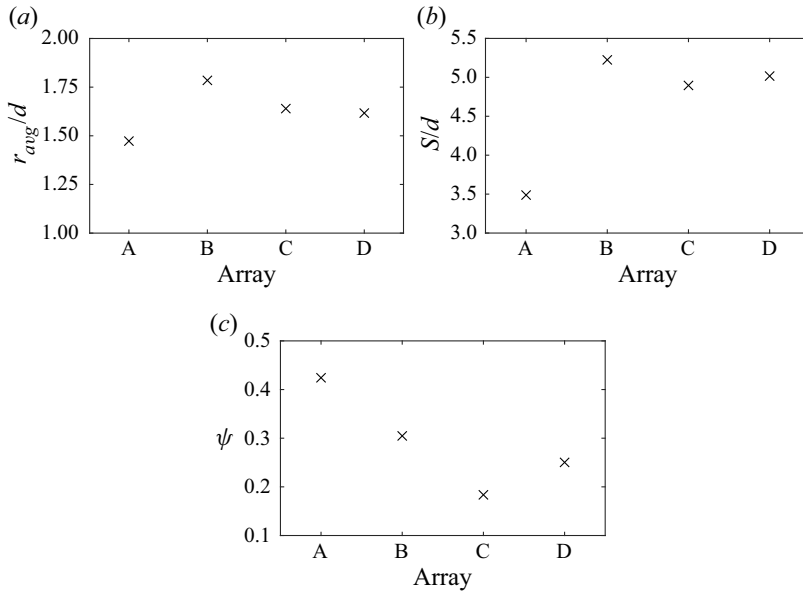 (a)
2.00
1.75
1.50
1.25
1.00
r_avg/d
A B C D
Array
(b)
5.5
5.0
4.5
4.0
3.5
3.0
S/d
A B C D
Array
(c)
0.5
0.4
0.3
0.2
0.1
ψ
A B C D
Array